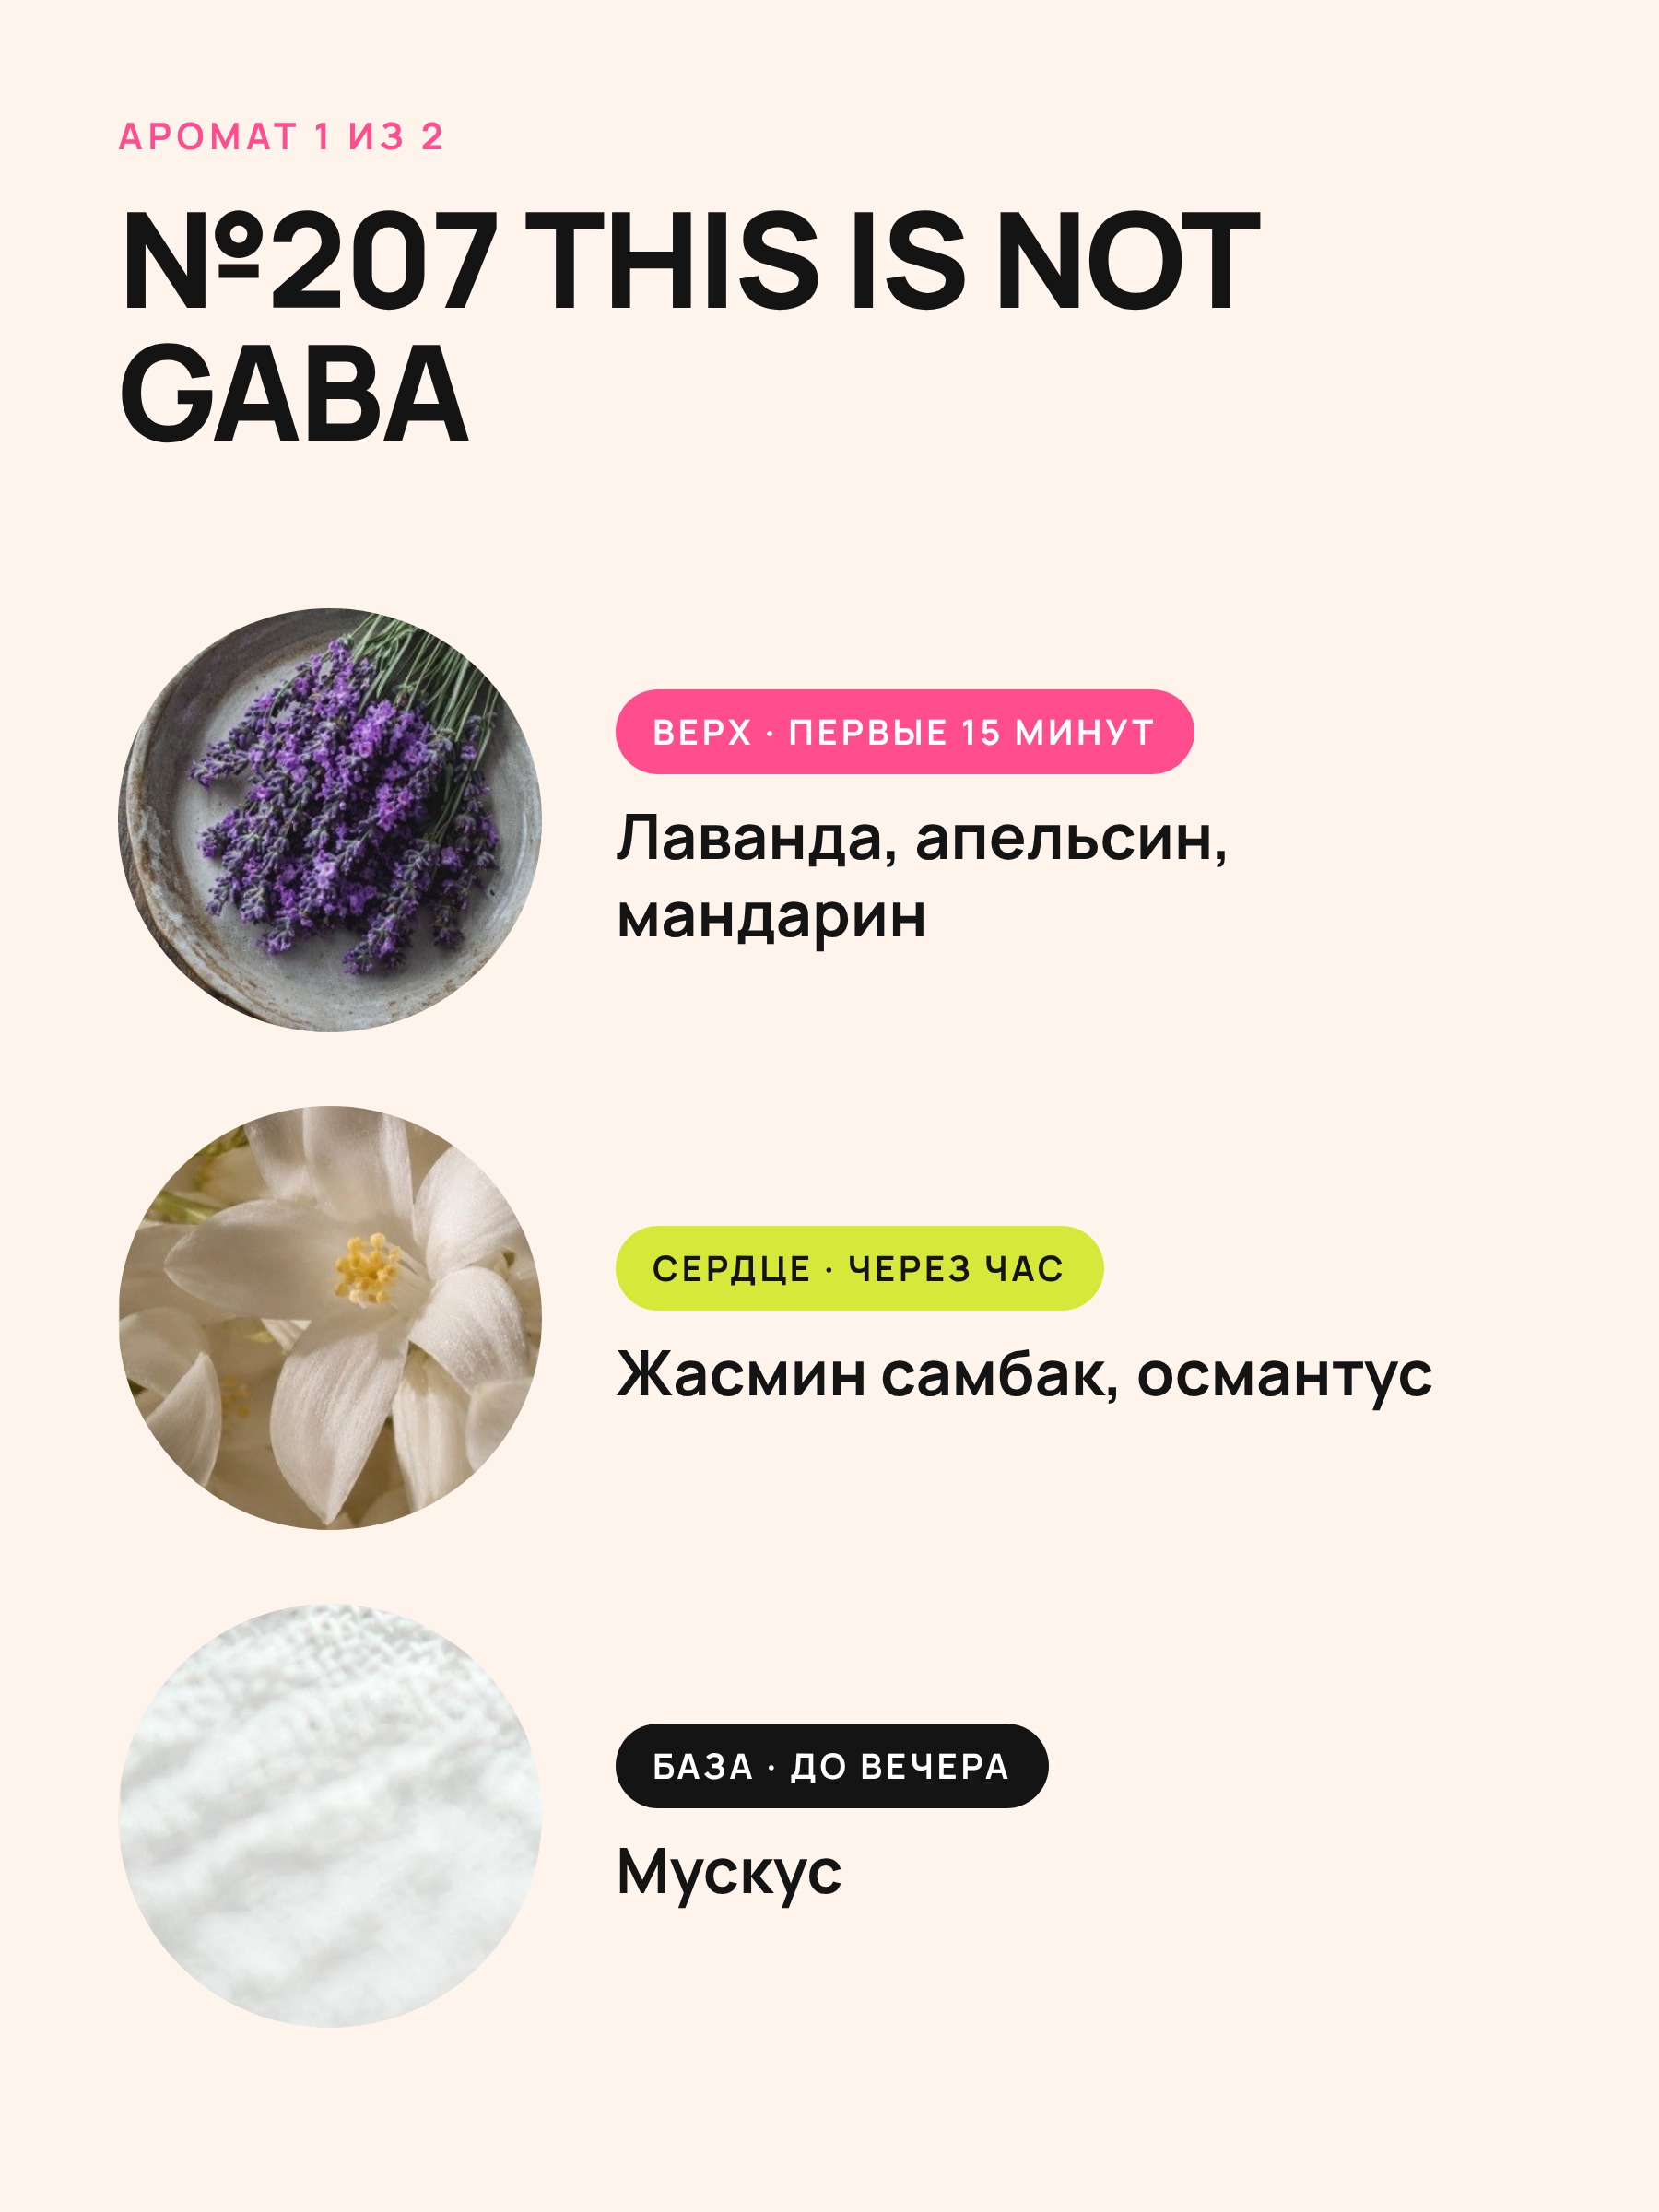 АРОМАТ 1 ИЗ 2
№207 THIS IS NOT
GABA
ВЕРХ · ПЕРВЫЕ 15 МИНУТ
Лаванда, апельсин,
мандарин
СЕРДЦЕ · ЧЕРЕЗ ЧАС
Жасмин самбак, османтус
БАЗА · ДО ВЕЧЕРА
Мускус